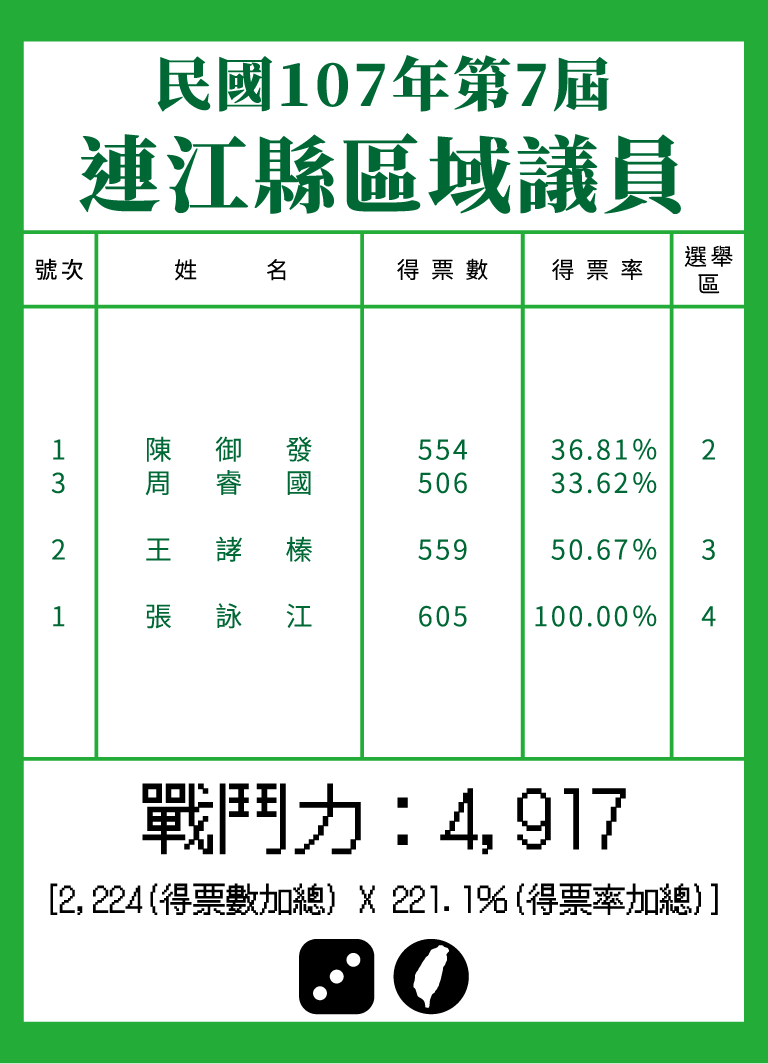 民國107年第7屆
連江縣區域議員
號次 姓名 得票數 得票率 選舉區
1 陳御發 554 36.81% 2
3 周睿國 506 33.62%
2 王諄榛 559 50.67% 3
1 張詠江 605 100.00% 4
戰鬥力：4,917
[2,224(得票數加總) X 221.1%(得票率加總)]